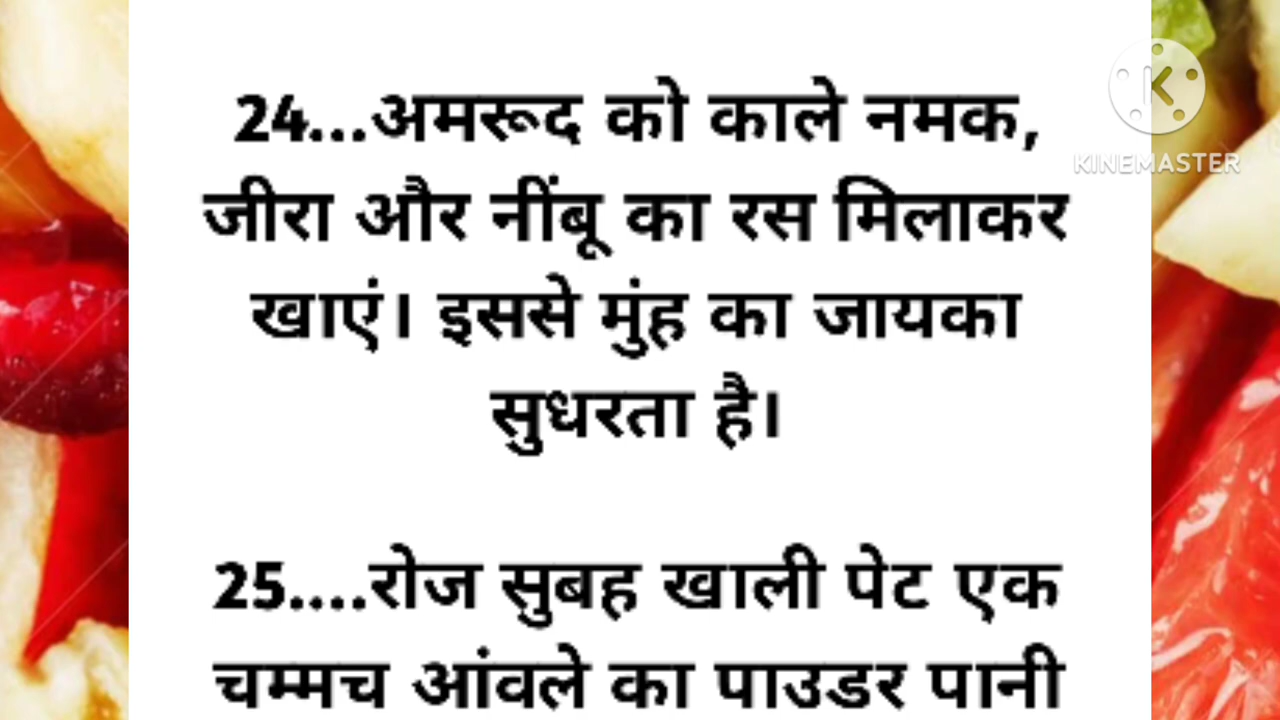 KINEMASTER
24...अमरूद को काले नमक,
जीरा और नींबू का रस मिलाकर
खाएं। इससे मुंह का जायका
सुधरता है।
25....रोज सुबह खाली पेट एक
चम्मच आंवले का पाउडर पानी